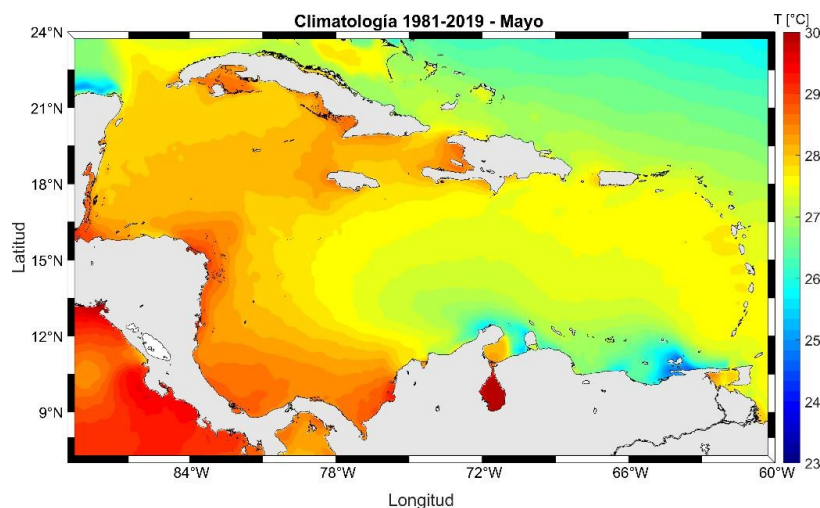 Climatología 1981-2019 - Mayo
T [°C]
24°N
21°N
18°N
15°N
12°N
9°N
Latitud
84°W
78°W
72°W
66°W
60°W
Longitud
30
29
28
27
26
25
24
23